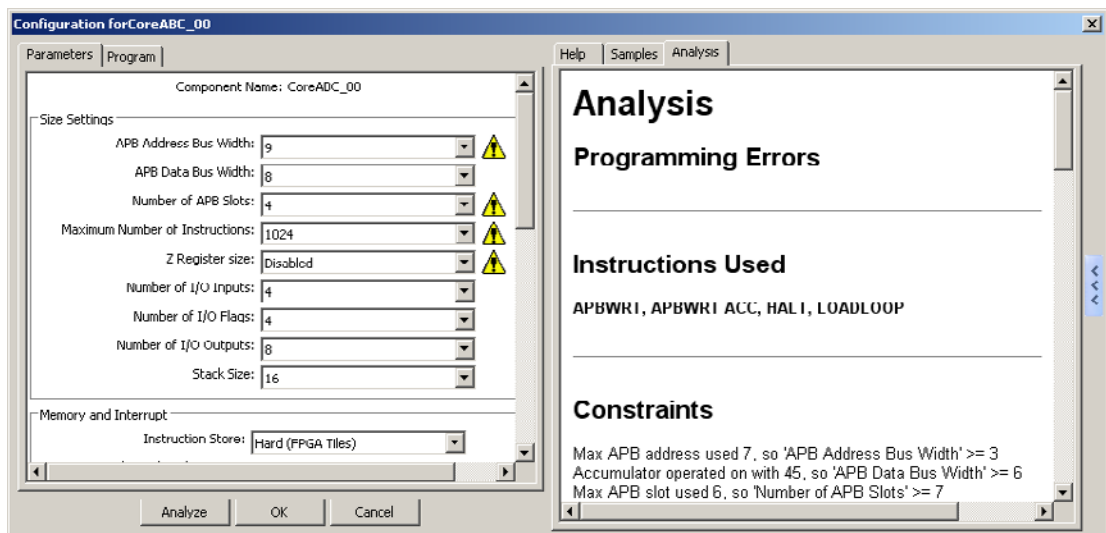 Configuration forCoreABC_00
Parameters
Program
Component Name: CoreABC_00
Size Settings
APB Address Bus Width: 9
APB Data Bus Width: 8
Number of APB Slots: 4
Maximum Number of Instructions: 1024
Z Register size: Disabled
Number of I/O Inputs: 4
Number of I/O Flags: 4
Number of I/O Outputs: 8
Stack Size: 16
Memory and Interrupt
Instruction Store: Hard (FPGA Tiles)
Analyze
OK
Cancel
Help
Samples
Analysis
Analysis
Programming Errors
Instructions Used
APBWRT, APBWRT ACC, HALT, LOADLOOP
Constraints
Max APB address used 7, so 'APB Address Bus Width' >= 3
Accumulator operated on with 45, so 'APB Data Bus Width' >= 6
Max APB slot used 6, so 'Number of APB Slots' >= 7